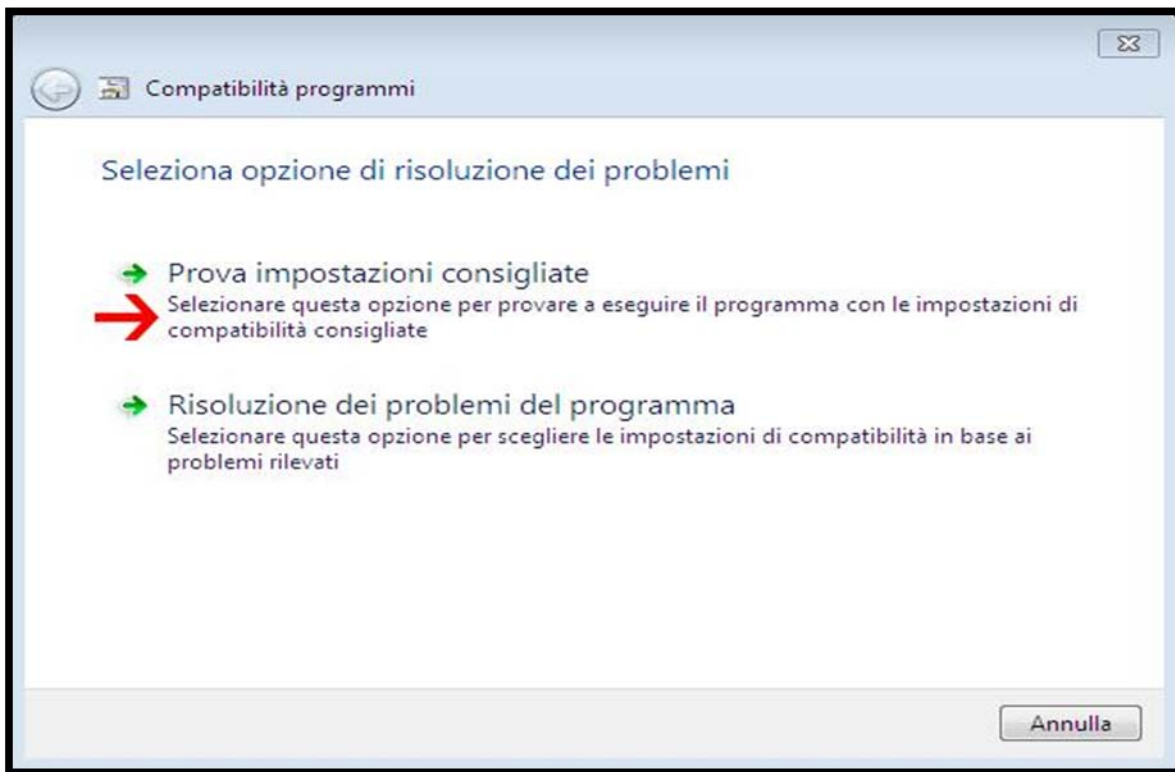 Compatibilità programmi
Seleziona opzione di risoluzione dei problemi
Prova impostazioni consigliate
Selezionare questa opzione per provare a eseguire il programma con le impostazioni di
compatibilità consigliate
Risoluzione dei problemi del programma
Selezionare questa opzione per scegliere le impostazioni di compatibilità in base ai
problemi rilevati
Annulla